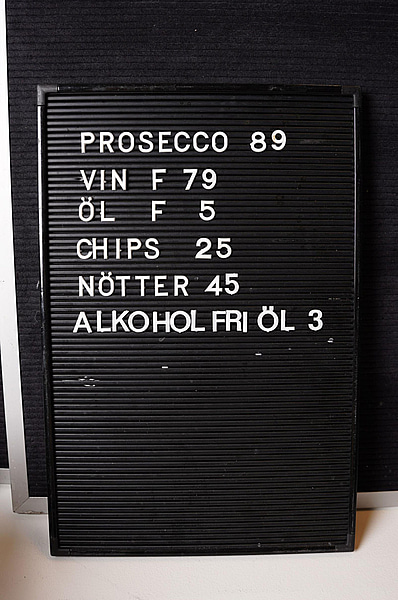 PROSECCO 89
VIN F 79
ÖL F 5
CHIPS 25
NÖTTER 45
ALKOHOLFRI ÖL 3